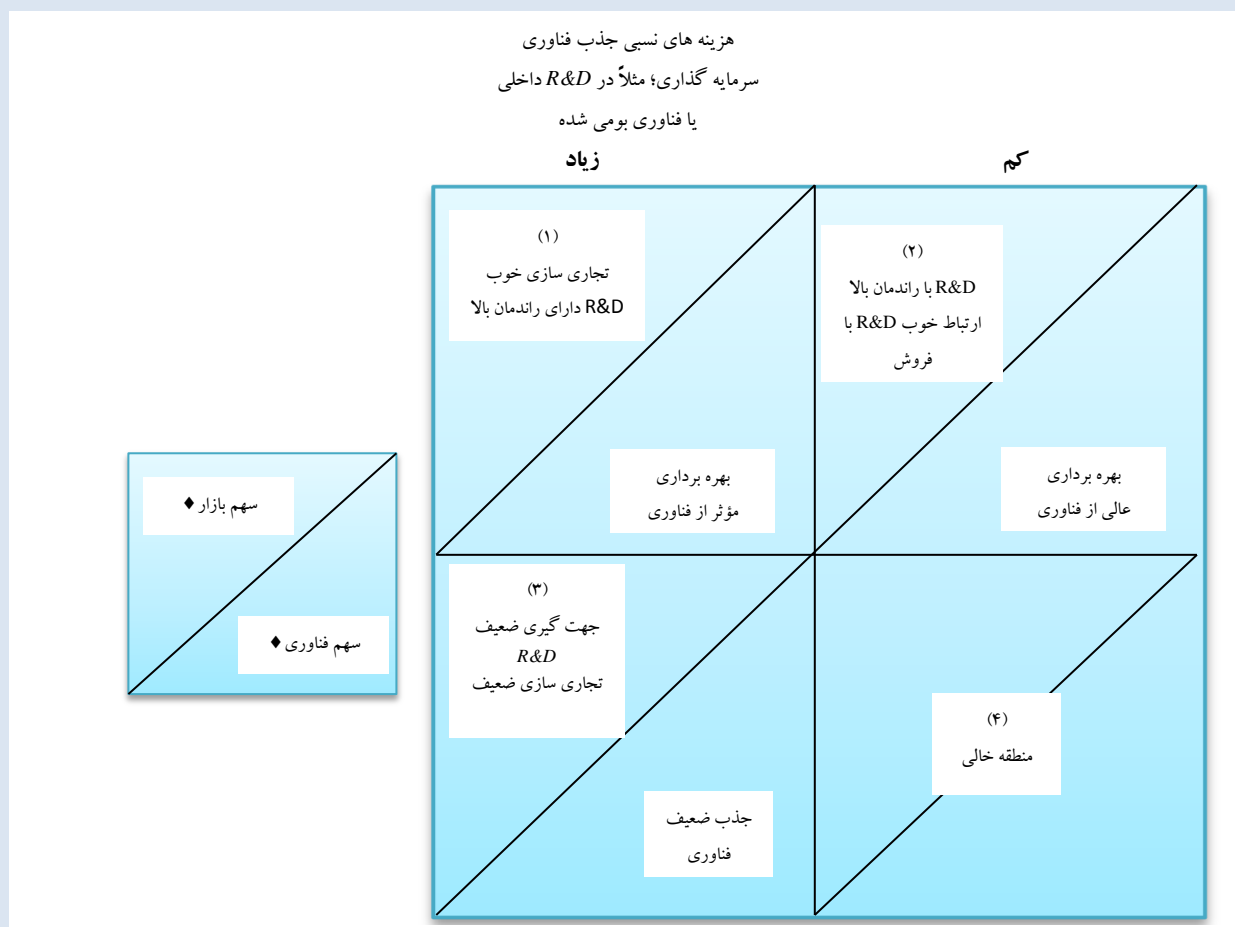 هزینه های نسبی جذب فناوری
سرمایه گذاری؛ مثلاً در R&D داخلی
یا فناوری بومی شده
زیاد
کم
(۱)
تجاری سازی خوب
R&D دارای راندمان بالا
(۲)
R&D با راندمان بالا
ارتباط خوب R&D با
فروش
بهره برداری
مؤثر از فناوری
بهره برداری
عالی از فناوری
سهم بازار ♦
سهم فناوری ♦
(۳)
جهت گیری ضعیف
R&D
تجاری سازی ضعیف
(۴)
منطقه خالی
جذب ضعیف
فناوری